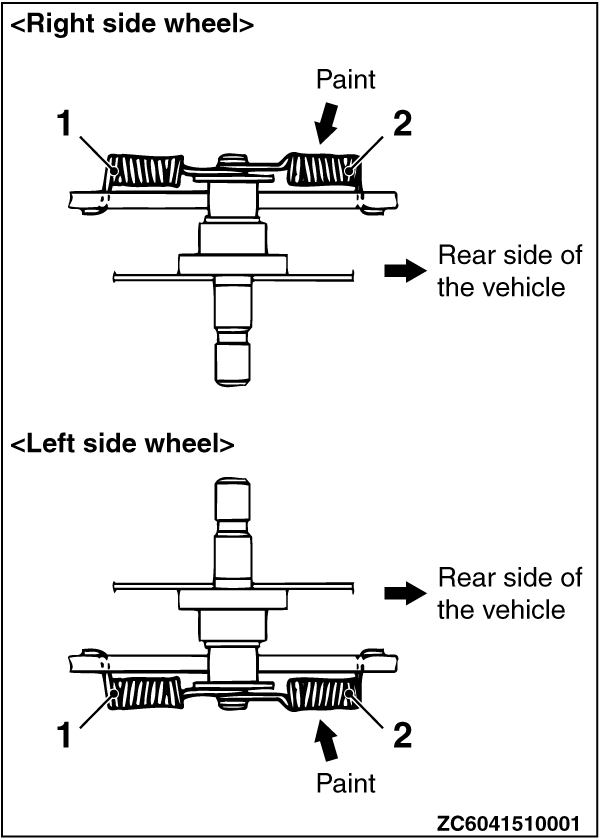 <Right side wheel>
Paint
1
2
Rear side of
the vehicle
<Left side wheel>
Rear side of
the vehicle
1
2
Paint
ZC6041510001